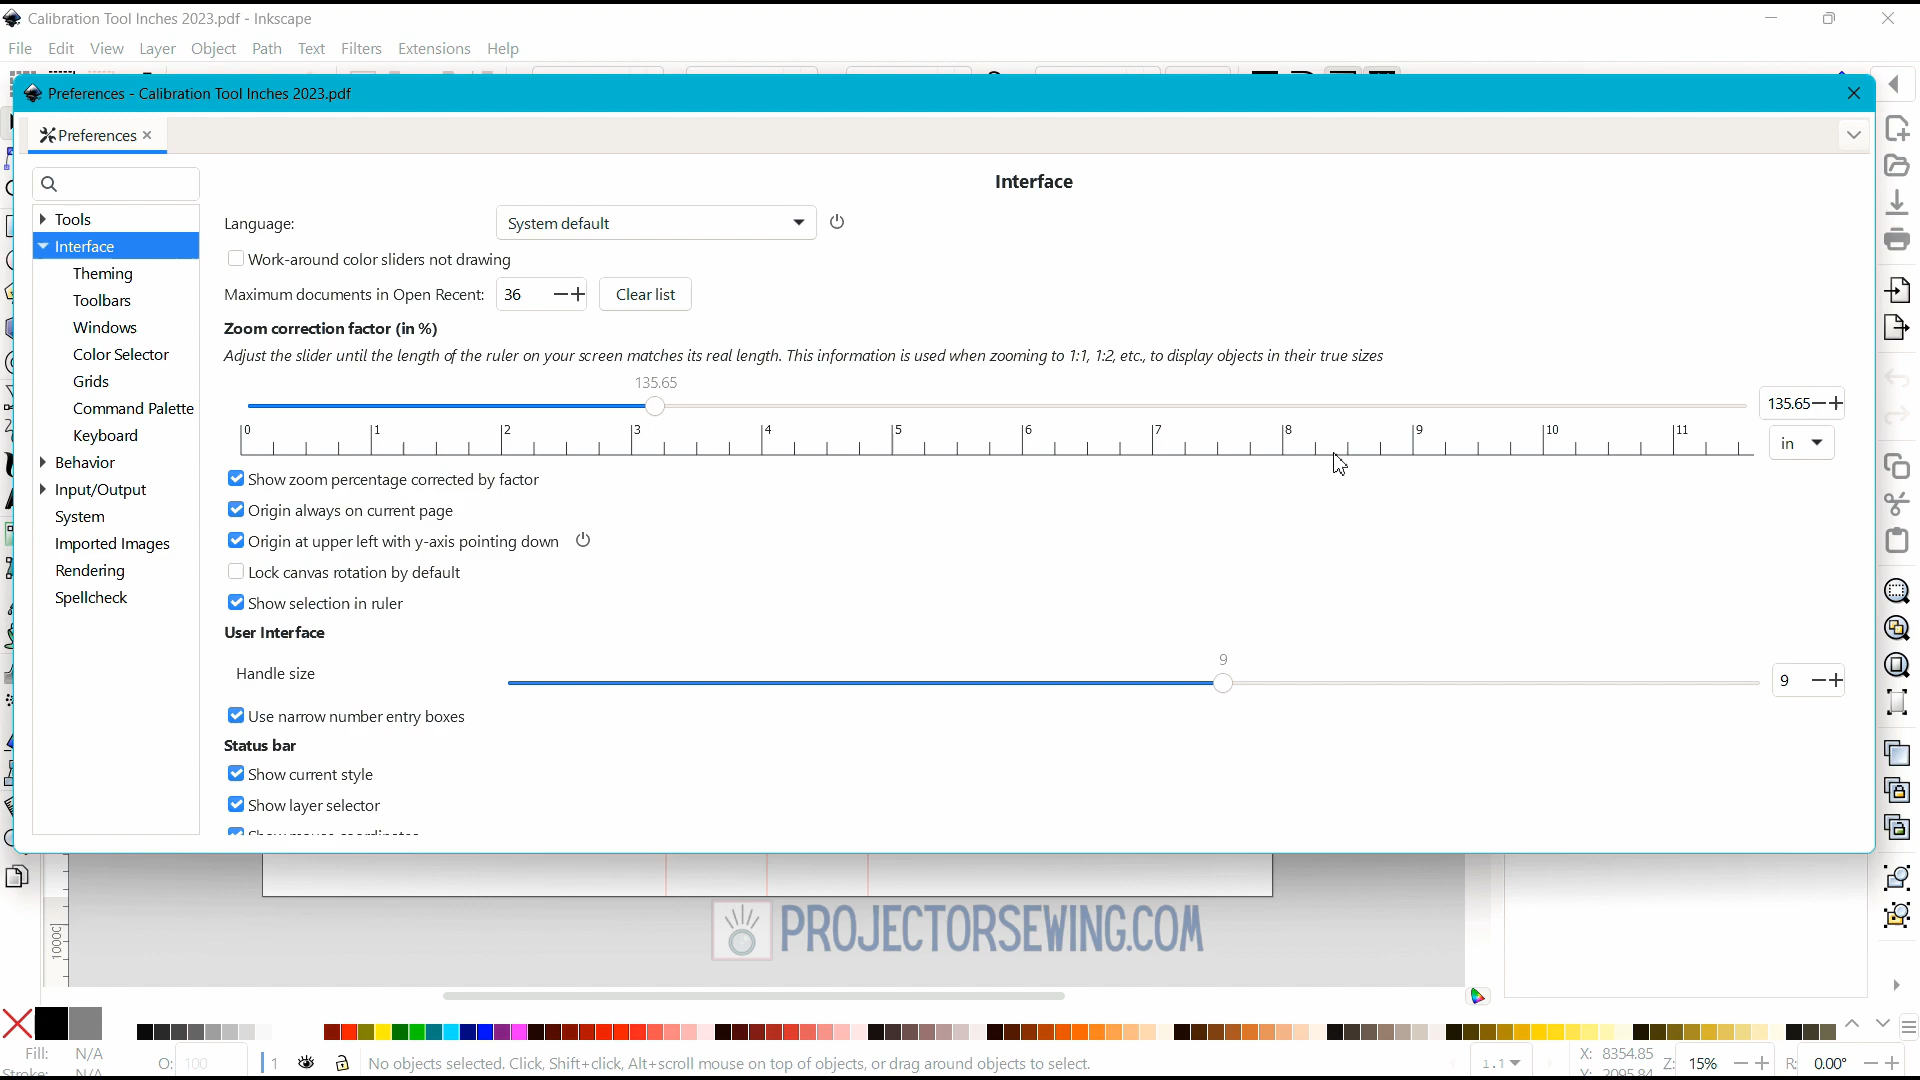 Calibration Tool Inches 2023.pdf - Inkscape
File Edit View Layer Object Path Text Filters Extensions Help
Preferences - Calibration Tool Inches 2023.pdf
Preferences
Interface
Tools
Interface
Theming
Toolbars
Windows
Color Selector
Grids
Command Palette
Keyboard
Behavior
Input/Output
System
Imported Images
Rendering
Spellcheck
Language: System default
Work-around color sliders not drawing
Maximum documents in Open Recent: 36 Clear list
Zoom correction factor (in %)
Adjust the slider until the length of the ruler on your screen matches its real length. This information is used when zooming to 1:1, 1:2, etc., to display objects in their true sizes
135.65
135.65
0 1 2 3 4 5 6 7 8 9 10 11
in
Show zoom percentage corrected by factor
Origin always on current page
Origin at upper left with y-axis pointing down
Lock canvas rotation by default
Show selection in ruler
User Interface
9
Handle size 9
Use narrow number entry boxes
Status bar
Show current style
Show layer selector
1000
PROJECTORSEWING.COM
Fill: N/A O: 100 1 No objects selected. Click, Shift+click, Alt+scroll mouse on top of objects, or drag around objects to select. X: 8354.85 Z: 15% R: 0.00°